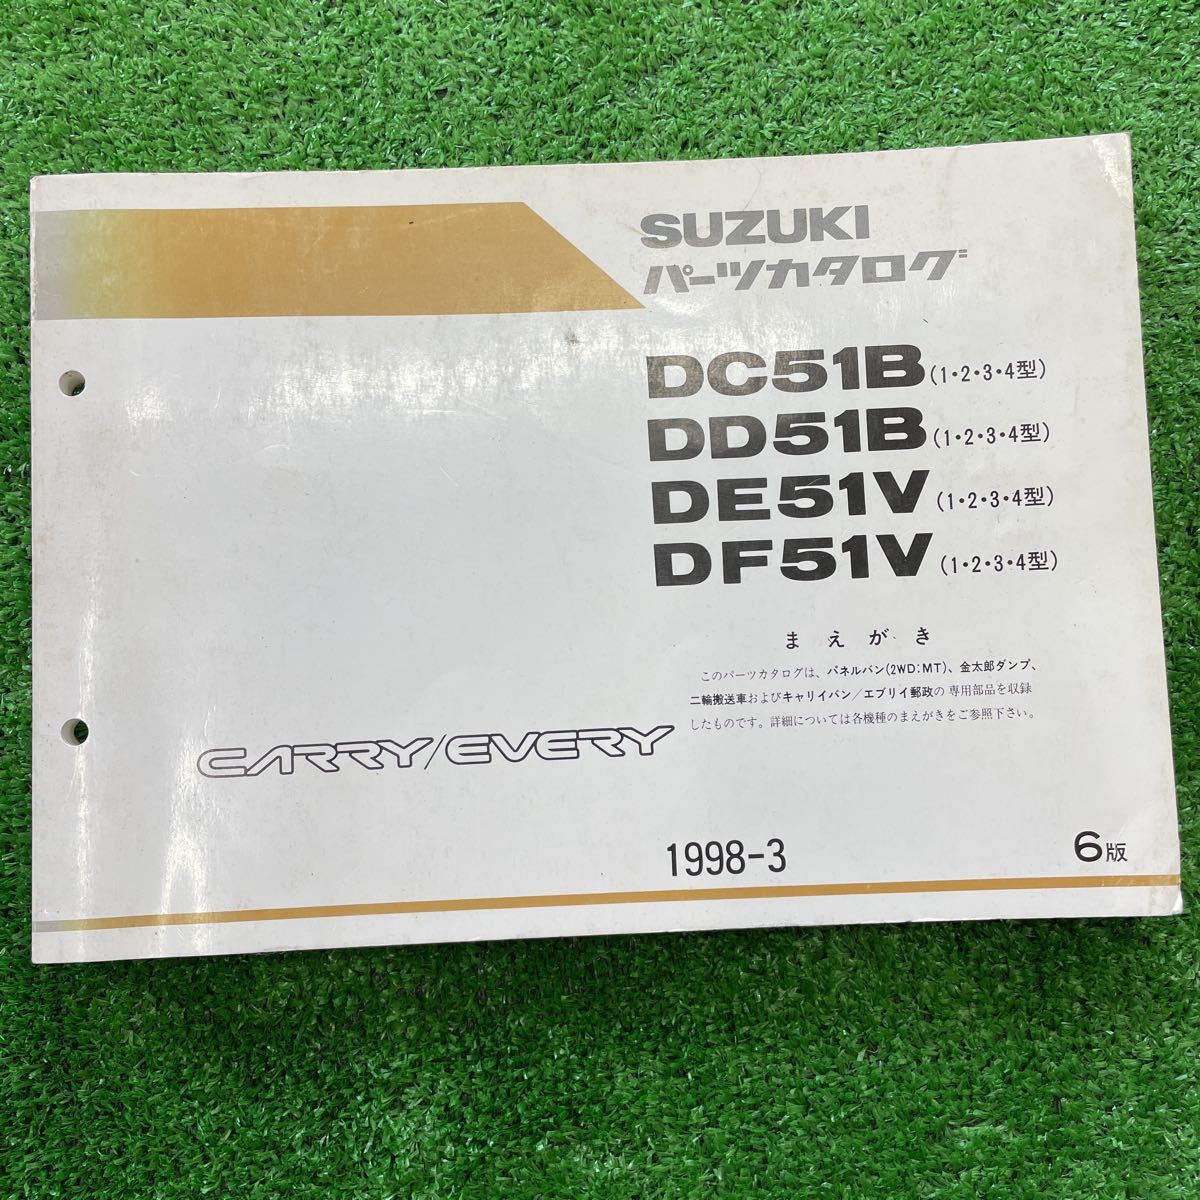 SUZUKI
パーツカタログ
DC51B(1・2・3・4型)
DD51B(1・2・3・4型)
DE51V(1・2・3・4型)
DF51V(1・2・3・4型)
まえがき
このパーツカタログは、パネルバン(2WD:MT)、金太郎ダンプ、
二輪搬送車およびキャリイバン/エブリイ郵政の専用部品を収録
したものです。詳細については各機種のまえがきをご参照下さい。
CARRY/EVERY
1998-3 6版